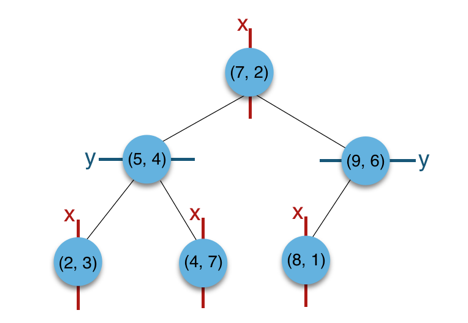 x
(7, 2)
y (5, 4) (9, 6) y
x x x
(2, 3) (4, 7) (8, 1)